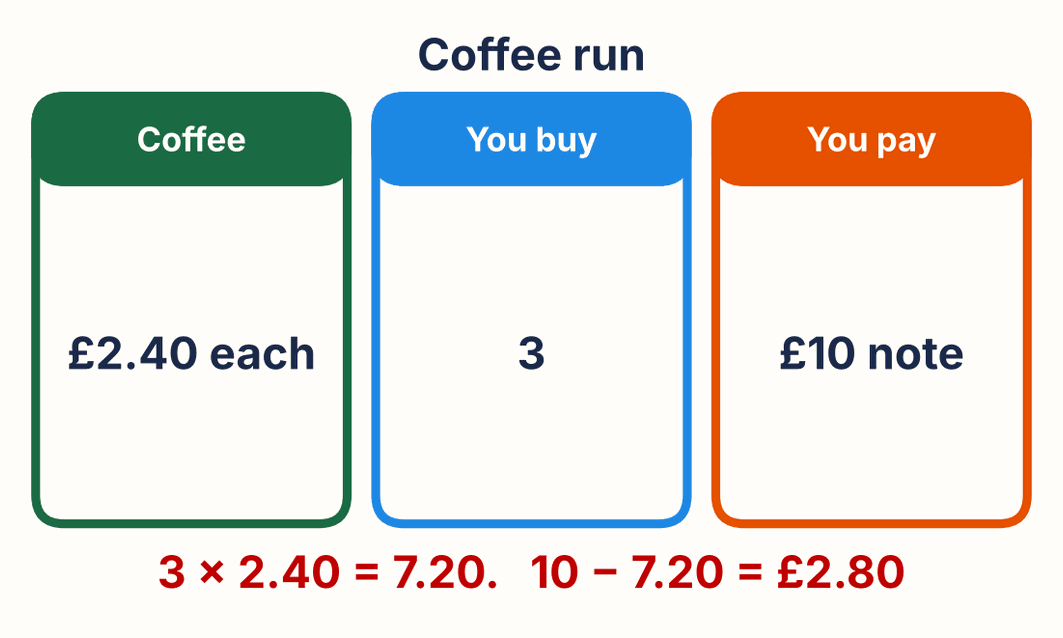 Coffee run
Coffee
You buy
You pay
£2.40 each
3
£10 note
3 × 2.40 = 7.20. 10 − 7.20 = £2.80